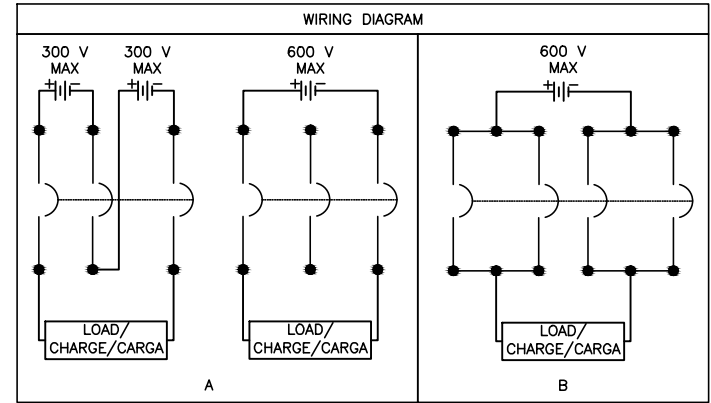 WIRING DIAGRAM
300 V
MAX
+ -
300 V
MAX
+ -
600 V
MAX
+ -
600 V
MAX
+ -
LOAD/
CHARGE/CARGA
LOAD/
CHARGE/CARGA
LOAD/
CHARGE/CARGA
A
B